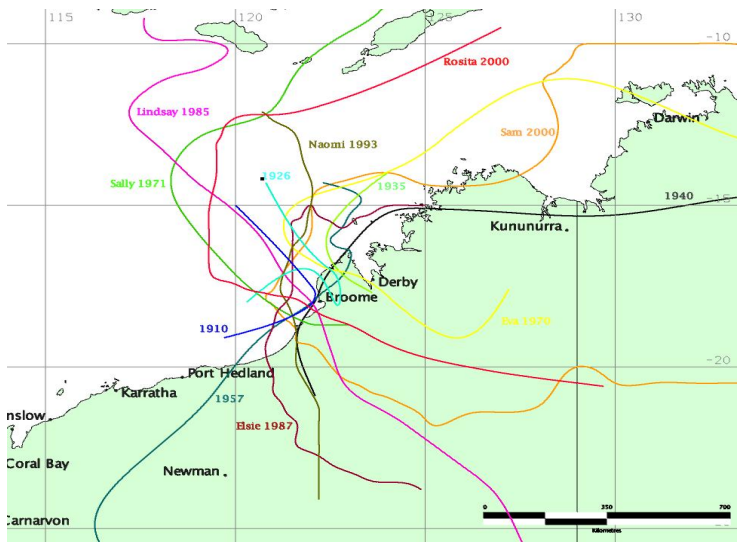 115
120
125
130
-10
Rosita 2000
Lindsay 1985
Darwin
Sam 2000
Naomi 1993
1926
Sally 1971
1935
-15
1940
Kununurra
Derby
Broome
1910
-20
Port Hedland
Karratha
1957
nslow
Elsie 1987
Coral Bay
Newman
0
350
700
Kilometres
Carnarvon